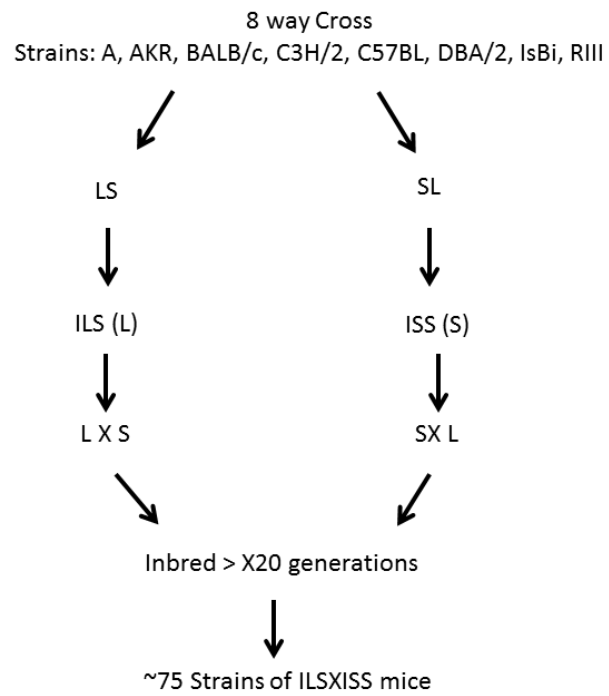 8 way Cross
Strains: A, AKR, BALB/c, C3H/2, C57BL, DBA/2, IsBi, RIII
LS
SL
ILS (L)
ISS (S)
L X S
SX L
Inbred > X20 generations
~75 Strains of ILSXISS mice